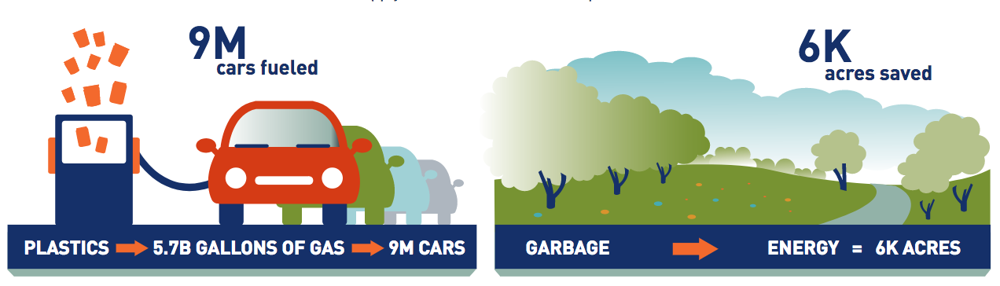 9M
cars fueled
6K
acres saved
PLASTICS 5.7B GALLONS OF GAS 9M CARS
GARBAGE ENERGY = 6K ACRES